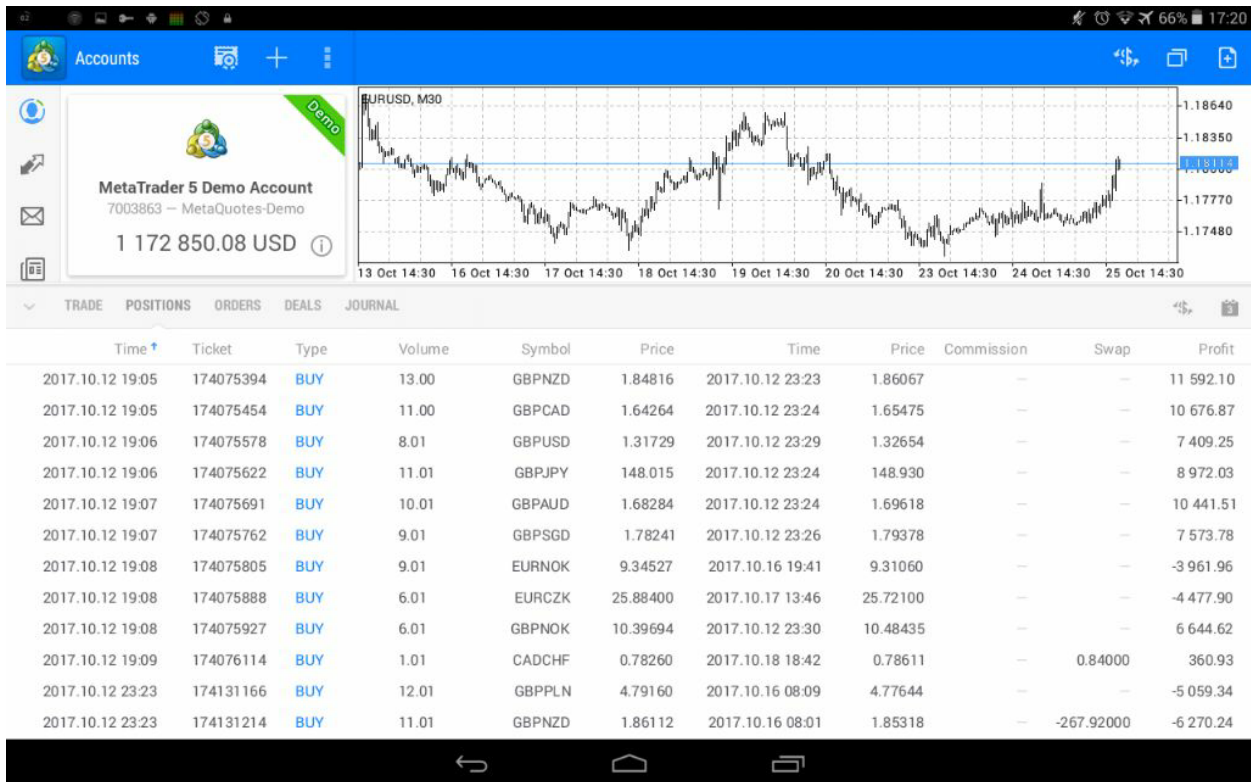 66% 17:20
Accounts
Demo
MetaTrader 5 Demo Account
7003863 — MetaQuotes-Demo
1 172 850.08 USD
EURUSD, M30
1.18640
1.18350
1.18114
1.17770
1.17480
13 Oct 14:30 16 Oct 14:30 17 Oct 14:30 18 Oct 14:30 19 Oct 14:30 20 Oct 14:30 23 Oct 14:30 24 Oct 14:30 25 Oct 14:30
TRADE POSITIONS ORDERS DEALS JOURNAL
Time Ticket Type Volume Symbol Price Time Price Commission Swap Profit
2017.10.12 19:05 174075394 BUY 13.00 GBPNZD 1.84816 2017.10.12 23:23 1.86067 — — 11 592.10
2017.10.12 19:05 174075454 BUY 11.00 GBPCAD 1.64264 2017.10.12 23:24 1.65475 — — 10 676.87
2017.10.12 19:06 174075578 BUY 8.01 GBPUSD 1.31729 2017.10.12 23:29 1.32654 — — 7 409.25
2017.10.12 19:06 174075622 BUY 11.01 GBPJPY 148.015 2017.10.12 23:24 148.930 — — 8 972.03
2017.10.12 19:07 174075691 BUY 10.01 GBPAUD 1.68284 2017.10.12 23:24 1.69618 — — 10 441.51
2017.10.12 19:07 174075762 BUY 9.01 GBPSGD 1.78241 2017.10.12 23:26 1.79378 — — 7 573.78
2017.10.12 19:08 174075805 BUY 9.01 EURNOK 9.34527 2017.10.16 19:41 9.31060 — — -3 961.96
2017.10.12 19:08 174075888 BUY 6.01 EURCZK 25.88400 2017.10.17 13:46 25.72100 — — -4 477.90
2017.10.12 19:08 174075927 BUY 6.01 GBPNOK 10.39694 2017.10.12 23:30 10.48435 — — 6 644.62
2017.10.12 19:09 174076114 BUY 1.01 CADCHF 0.78260 2017.10.18 18:42 0.78611 — 0.84000 360.93
2017.10.12 23:23 174131166 BUY 12.01 GBPPLN 4.79160 2017.10.16 08:09 4.77644 — — -5 059.34
2017.10.12 23:23 174131214 BUY 11.01 GBPNZD 1.86112 2017.10.16 08:01 1.85318 — -267.92000 -6 270.24